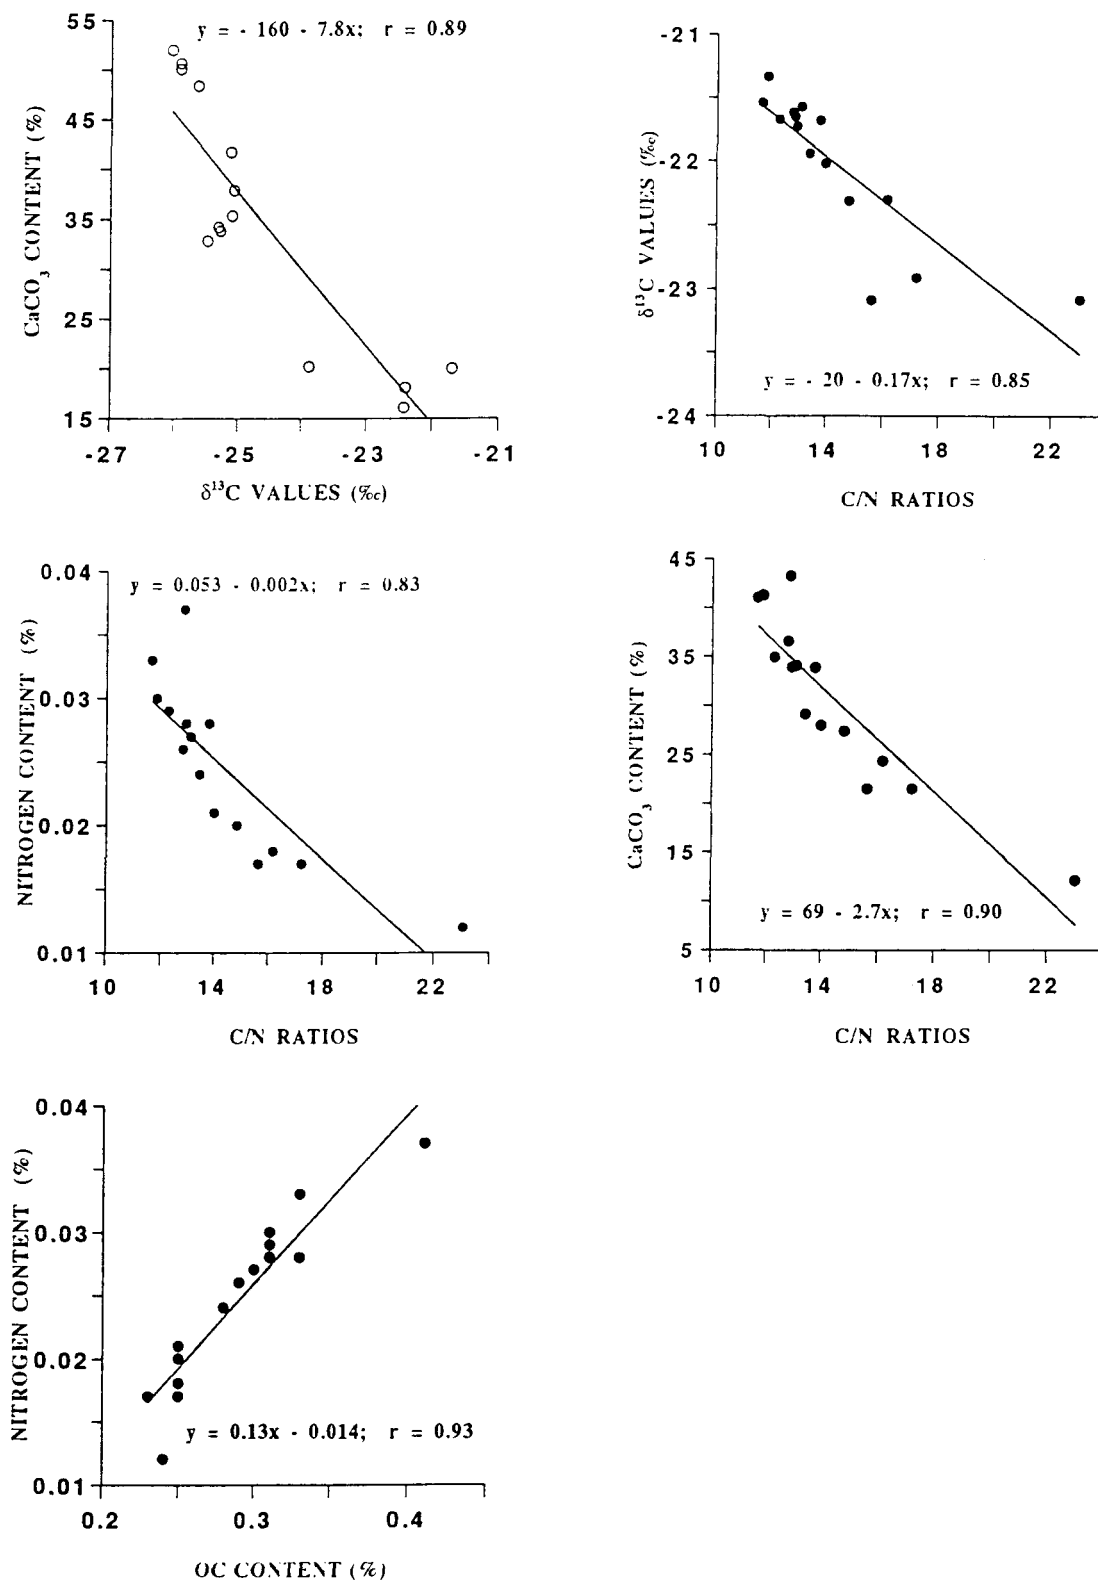 y = - 160 - 7.8x; r = 0.89
55
45
35
25
15
CaCO3 CONTENT (%)
-27 -25 -23 -21
δ13C VALUES (‰)
-21
-22
-23
-24
δ13C VALUES (‰)
y = - 20 - 0.17x; r = 0.85
10 14 18 22
C/N RATIOS
y = 0.053 - 0.002x; r = 0.83
0.04
0.03
0.02
0.01
NITROGEN CONTENT (%)
10 14 18 22
C/N RATIOS
45
35
25
15
5
CaCO3 CONTENT (%)
y = 69 - 2.7x; r = 0.90
10 14 18 22
C/N RATIOS
0.04
0.03
0.02
0.01
NITROGEN CONTENT (%)
y = 0.13x - 0.014; r = 0.93
0.2 0.3 0.4
OC CONTENT (%)